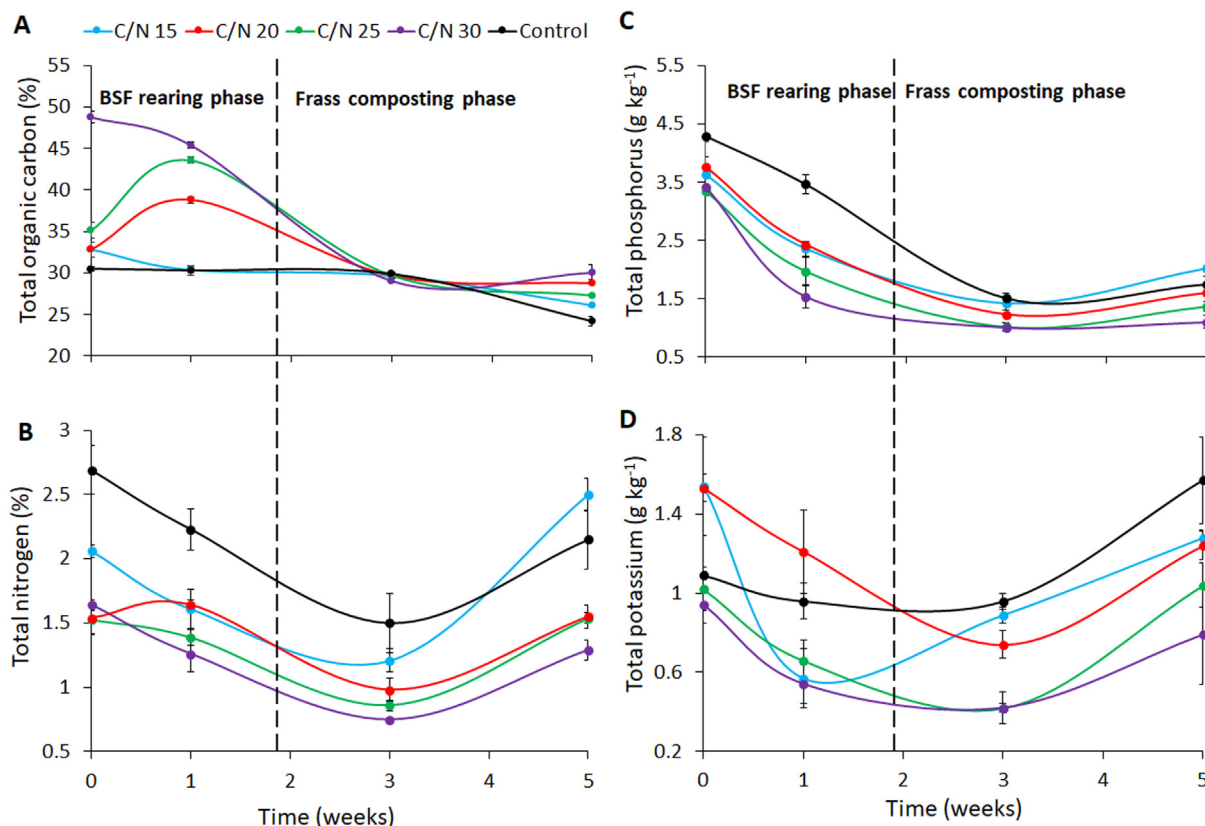 A
C/N 15 C/N 20 C/N 25 C/N 30 Control
Total organic carbon (%)
55
50
45
40
35
30
25
20
BSF rearing phase
Frass composting phase
C
Total phosphorus (g kg⁻¹)
5.5
4.5
3.5
2.5
1.5
0.5
BSF rearing phase
Frass composting phase
B
Total nitrogen (%)
3
2.5
2
1.5
1
0.5
0 1 2 3 4 5
Time (weeks)
D
Total potassium (g kg⁻¹)
1.8
1.4
1
0.6
0.2
0 1 2 3 4 5
Time (weeks)